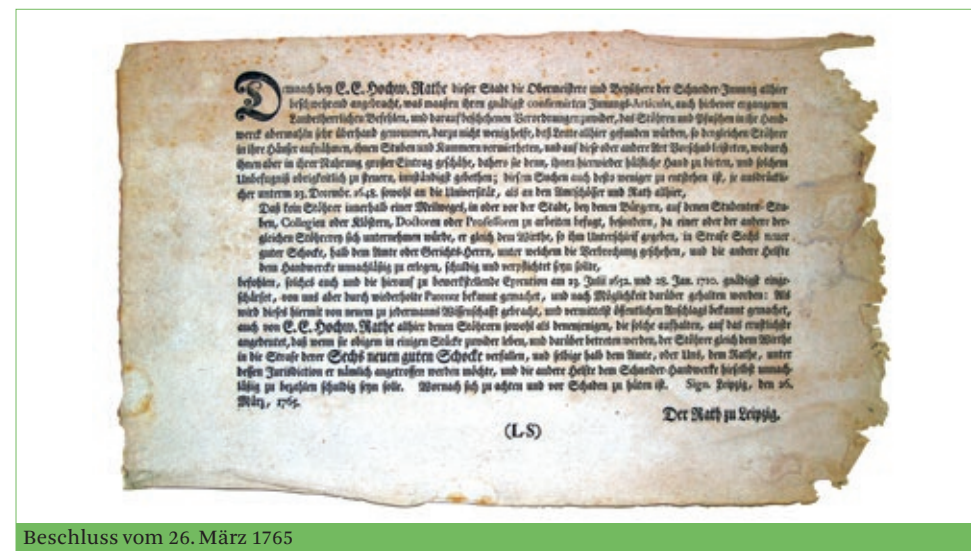 Demnach bey E. E. Hochw. Rathe dieser Stadt die Obermeistere und Beysitzere der Schneider-Innung allhier
beschwehrend angebracht, was maaßen ihren gnädigst confirmirten Innungs-Articuln, auch hiebevor ergangenen
Landesherrlichen Befehlen, und darauf beschehenen Verordnungen zuwider, das Stöhren und Pfuschen in ihr Hand-
werck abermahln sehr überhand genommen, darzu nicht wenig helfe, daß Leute allhier gefunden würden, so dergleichen Stöhrer
in ihre Häuser aufnähmen, ihnen Stuben und Kammern vermietheten, und auf diese oder andere Art Vorschub leisteten, wodurch
ihnen aber in ihrer Nahrung großer Eintrag geschähe, dahero sie denn, ihnen hierwieder hülfliche Hand zu bieten, und solchem
Unbefugniß obrigkeitlich zu steuern, inständigst gebethen; diesem Suchen auch desto weniger zu entstehen ist, je ausdrückli-
cher unterm 23. Decembr. 1648. sowohl an die Universität, als an den Amtschößer und Rath allhier,
Daß kein Stöhrer innerhalb einer Meilweges, in oder vor der Stadt, bey denen Bürgern, auf denen Studenten-Stu-
ben, Collegien oder Klöstern, Doctoren oder Professoren zu arbeiten befugt, besondern, da einer oder der andere der-
gleichen Stöhrerey sich unternehmen würde, er gleich dem Wirthe, so ihm Unterschleif gegeben, in Strafe Sechs neuer
guter Schocke, halb dem Amte oder Gerichts-Herrn, unter welchem die Verbrechung geschehen, und die andere Helfte
dem Handwercke unnachläßig zu erlegen, schuldig und verpflichtet seyn solle,
befohlen, solches auch und die hierauf zu bewerkstellende Execution am 23. Julii 1652. und 28. Jan. 1710. gnädigst einge-
schärfet, von uns aber durch wiederholte Patente bekannt gemachet, und nach Möglichkeit darüber gehalten worden: Als
wird dieses hiermit von neuem zu jedermanns Wissenschaft gebracht, und vermittelst öffentlichen Anschlags bekannt gemachet,
auch von E. E. Hochw. Rathe allhier denen Stöhrern sowohl als denenjenigen, die solche aufhalten, auf das ernstlichste
angedeutet, daß wenn sie obigem in einigen Stücke zuwider leben, und darüber betreten werden, der Stöhrer gleich dem Wirthe
in die Strafe derer Sechs neuen guten Schocke verfallen, und selbige halb dem Amte, oder Uns, dem Rathe, unter
dessen Jurisdiction er nämlich angetroffen werden möchte, und die andere Helfte dem Schneider-Handwerke hieselbst unnach-
läßig zu bezahlen schuldig seyn solle. Wornach sich zu achten und vor Schaden zu hüten ist. Sign. Leipzig, den 26.
März, 1765.
Der Rath zu Leipzig.
(L.S)
Beschluss vom 26. März 1765